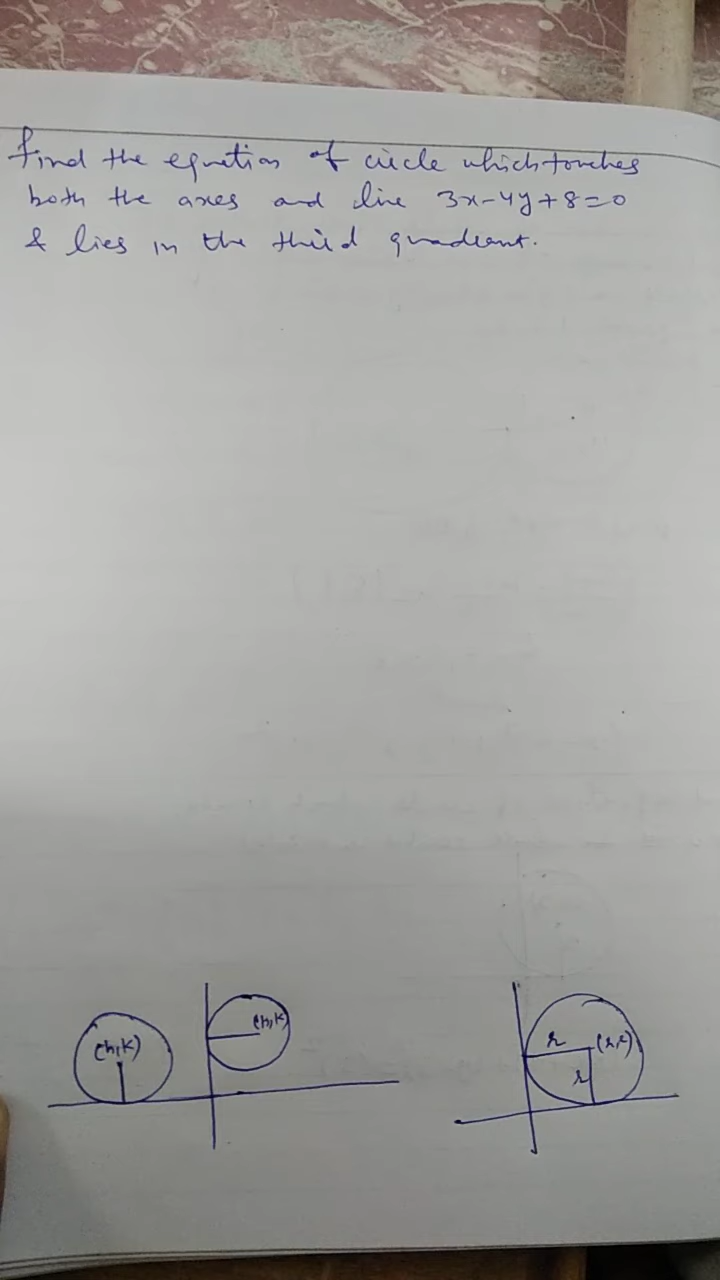 Find the equation of circle which touches
both the axes and line 3x-4y+8=0
& lies in the third quadrant.
(h,k)
(h,k)
r
(r,r)
r